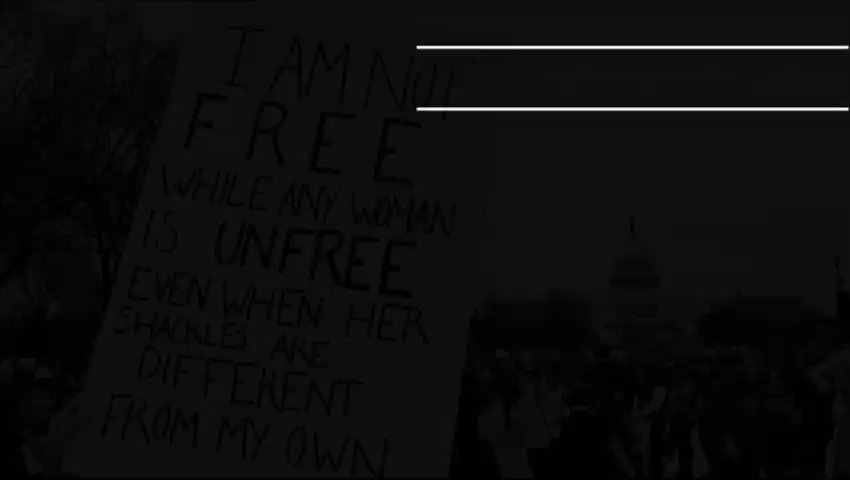 I AM NOT
FREE
WHILE ANY WOMAN
IS UNFREE
EVEN WHEN HER
SHACKLES ARE
DIFFERENT
FROM MY OWN